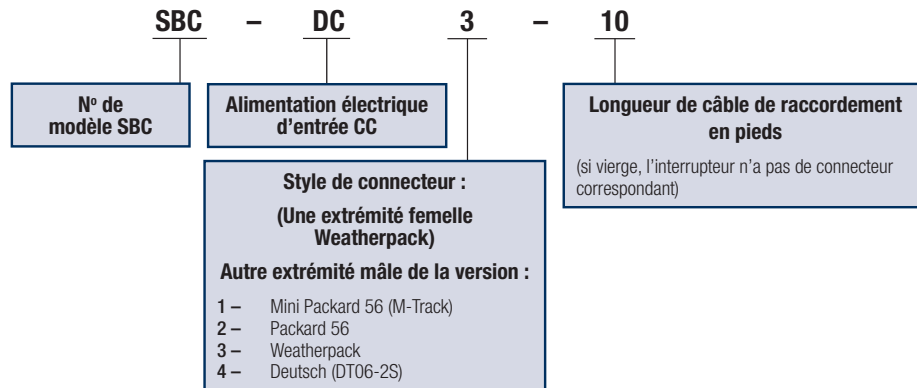 SBC – DC 3 – 10
Nº de
modèle SBC
Alimentation électrique
d'entrée CC
Longueur de câble de raccordement
en pieds
(si vierge, l'interrupteur n'a pas de connecteur
correspondant)
Style de connecteur :
(Une extrémité femelle
Weatherpack)
Autre extrémité mâle de la version :
1 – Mini Packard 56 (M-Track)
2 – Packard 56
3 – Weatherpack
4 – Deutsch (DT06-2S)